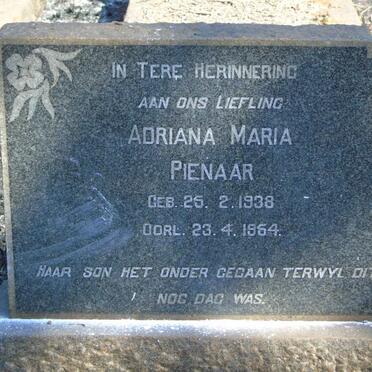 IN TERE HERINNERING
AAN ONS LIEFLING
ADRIANA MARIA
PIENAAR
GEB. 25. 2. 1938
OORL. 23. 4. 1964.
HAAR SON HET ONDER GEGAAN TERWYL DIT
NOG DAG WAS.